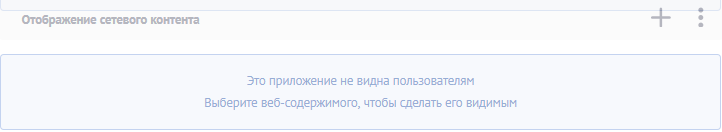 Отображение сетевого контента
Это приложение не видна пользователям
Выберите веб-содержимого, чтобы сделать его видимым